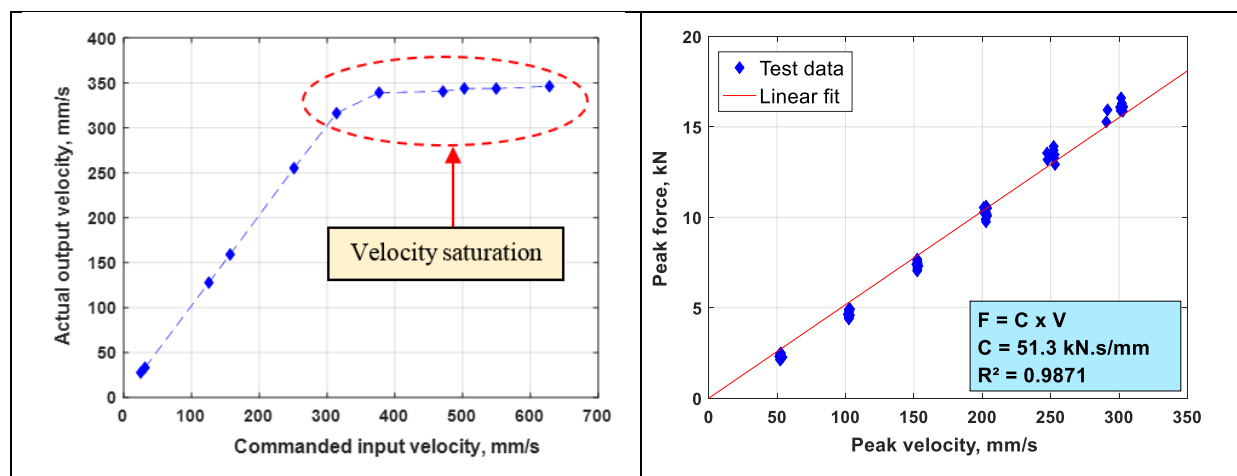 400
350
300
250
200
150
100
50
0
Actual output velocity, mm/s
Velocity saturation
0 100 200 300 400 500 600 700
Commanded input velocity, mm/s
20
15
10
5
0
Peak force, kN
Test data
Linear fit
F = C x V
C = 51.3 kN.s/mm
R² = 0.9871
0 50 100 150 200 250 300 350
Peak velocity, mm/s